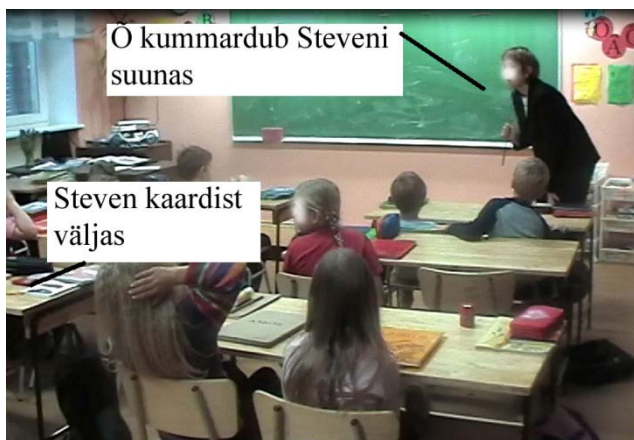 Õ kummardub Steveni
suunas
Steven kaardist
väljas